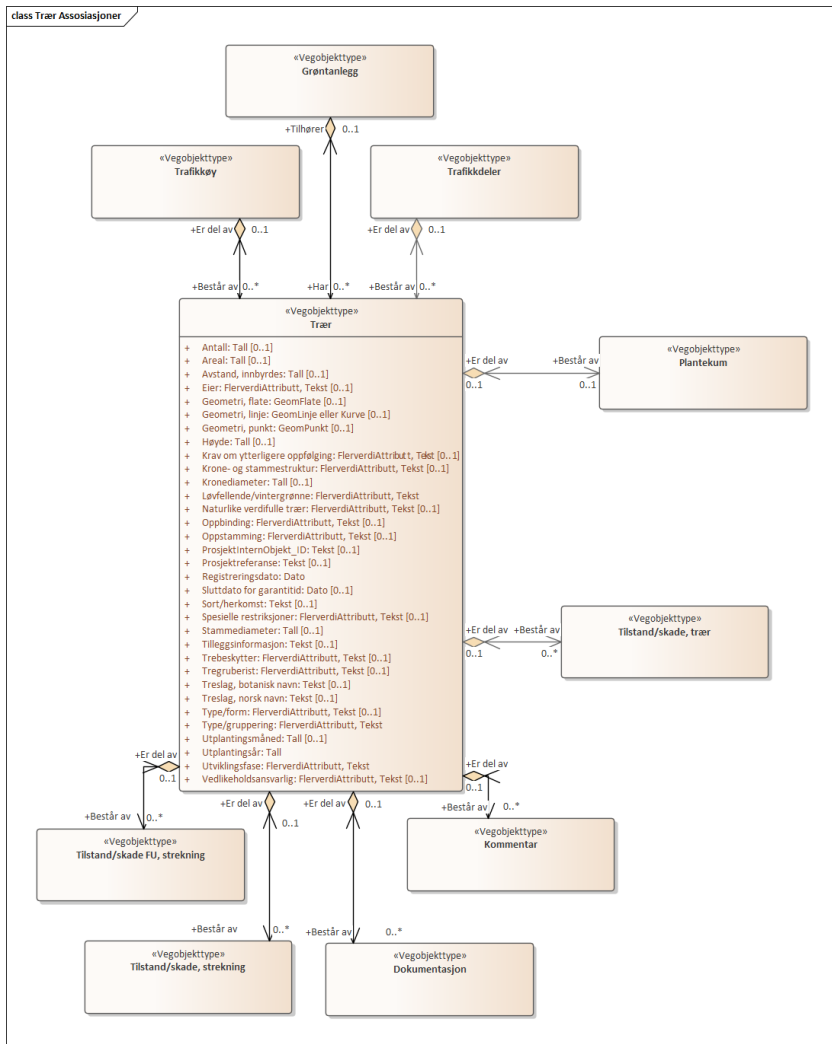 class Trær Assosiasjoner
«Vegobjekttype»
Grøntanlegg
+Tilhører 0..1
«Vegobjekttype»
Trafikkøy
«Vegobjekttype»
Trafikkdeler
+Er del av 0..1
+Er del av 0..1
+Består av 0..*
+Har 0..*
+Består av 0..*
«Vegobjekttype»
Trær
+ Antall: Tall [0..1]
+ Areal: Tall [0..1]
+ Avstand, innbyrdes: Tall [0..1]
+ Eier: FlerverdiAttributt, Tekst [0..1]
+ Geometri, flate: GeomFlate [0..1]
+ Geometri, linje: GeomLinje eller Kurve [0..1]
+ Geometri, punkt: GeomPunkt [0..1]
+ Høyde: Tall [0..1]
+ Krav om ytterligere oppfølging: FlerverdiAttributt, Tekst [0..1]
+ Krone- og stammestruktur: FlerverdiAttributt, Tekst [0..1]
+ Kronediameter: Tall [0..1]
+ Løvfellende/vintergrønne: FlerverdiAttributt, Tekst
+ Naturlike verdifulle trær: FlerverdiAttributt, Tekst [0..1]
+ Oppbinding: FlerverdiAttributt, Tekst [0..1]
+ Oppstamming: FlerverdiAttributt, Tekst [0..1]
+ ProsjektInternObjekt_ID: Tekst [0..1]
+ Prosjektreferanse: Tekst [0..1]
+ Registreringsdato: Dato
+ Sluttdato for garantitid: Dato [0..1]
+ Sort/herkomst: Tekst [0..1]
+ Spesielle restriksjoner: FlerverdiAttributt, Tekst [0..1]
+ Stammediameter: Tall [0..1]
+ Tilleggsinformasjon: Tekst [0..1]
+ Trebeskytter: FlerverdiAttributt, Tekst [0..1]
+ Tregruberist: FlerverdiAttributt, Tekst [0..1]
+ Treslag, botanisk navn: Tekst [0..1]
+ Treslag, norsk navn: Tekst [0..1]
+ Type/form: FlerverdiAttributt, Tekst [0..1]
+ Type/gruppering: FlerverdiAttributt, Tekst
+ Utplantingsmåned: Tall [0..1]
+ Utplantingsår: Tall
+ Utviklingsfase: FlerverdiAttributt, Tekst
+ Vedlikeholdsansvarlig: FlerverdiAttributt, Tekst [0..1]
+Er del av
0..1
+Består av
0..1
«Vegobjekttype»
Plantekum
+Er del av
0..1
+Består av
0..*
«Vegobjekttype»
Tilstand/skade, trær
+Er del av
0..1
+Består av 0..*
«Vegobjekttype»
Tilstand/skade FU, strekning
+Er del av
0..1
+Består av 0..*
«Vegobjekttype»
Kommentar
+Er del av
0..1
+Består av 0..*
«Vegobjekttype»
Tilstand/skade, strekning
+Er del av 0..1
+Består av 0..*
«Vegobjekttype»
Dokumentasjon